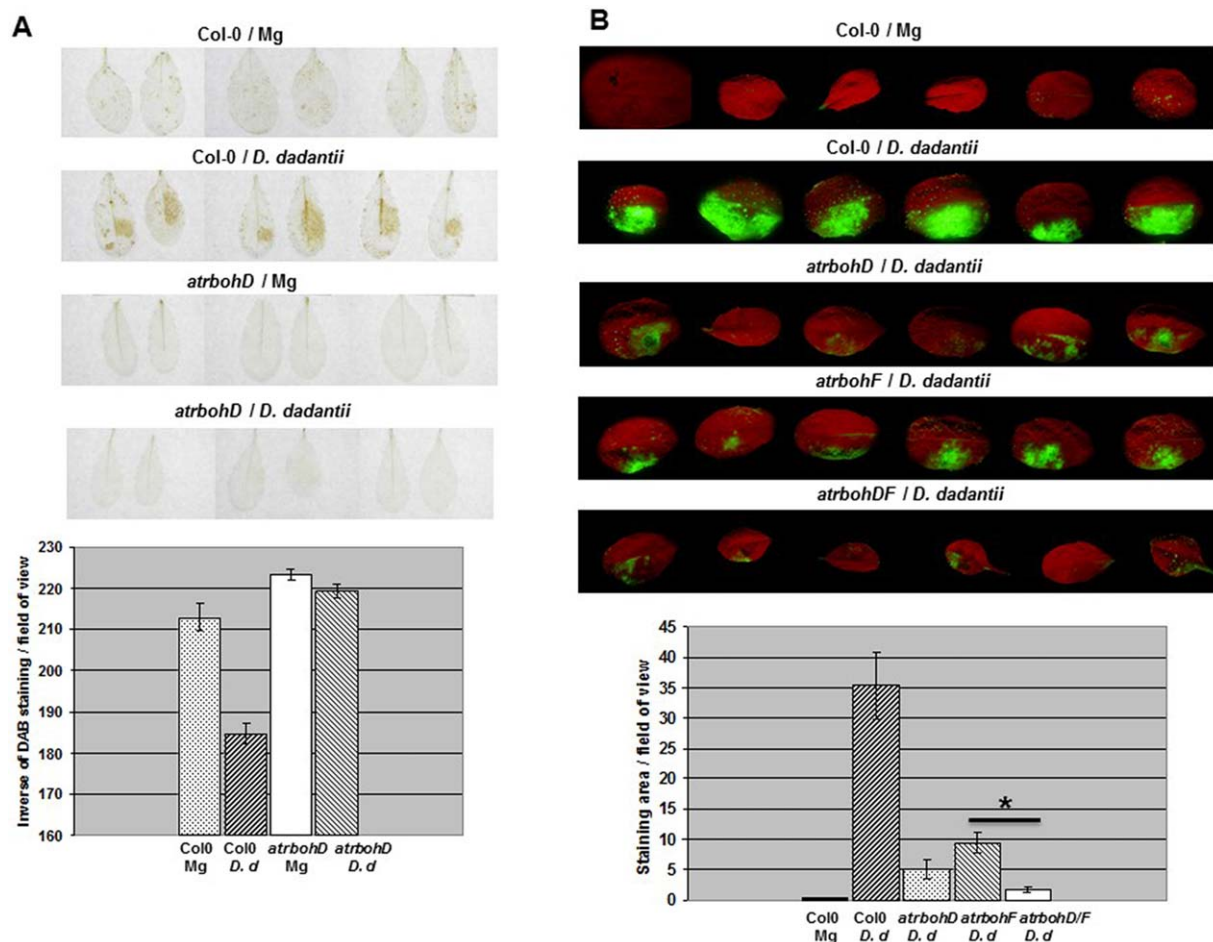 A
Col-0 / Mg
Col-0 / D. dadantii
atrbohD / Mg
atrbohD / D. dadantii
Inverse of DAB staining / field of view
230
220
210
200
190
180
170
160
Col0 Col0 atrbohD atrbohD
Mg D. d Mg D. d
B
Col-0 / Mg
Col-0 / D. dadantii
atrbohD / D. dadantii
atrbohF / D. dadantii
atrbohDF / D. dadantii
Staining area / field of view
45
40
35
30
25
20
15
10
5
0
*
Col0 Col0 atrbohD atrbohF atrbohD/F
Mg D. d D. d D. d D. d